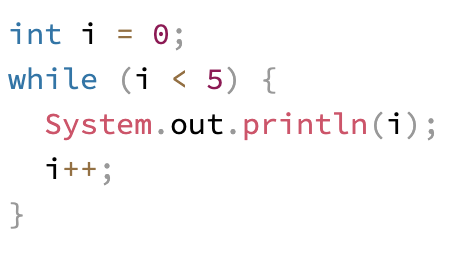 int i = 0;
while (i < 5) {
  System.out.println(i);
  i++;
}